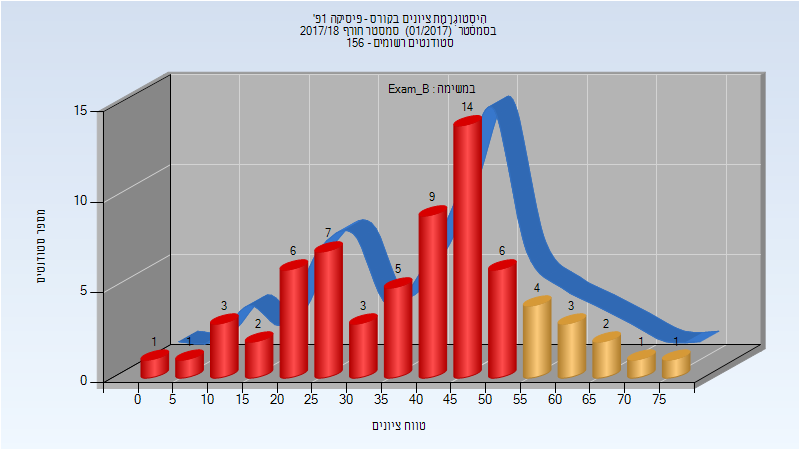 היסטוגרמת ציונים בקורס - פיסיקה 1פ'
בסמסטר (01/2017) סמסטר חורף 2017/18
סטודנטים רשומים - 156
במשימה : Exam_B
מספר סטודנטים
15
10
5
0
1
1
3
2
6
7
3
5
9
14
6
4
3
2
1
1
0 5 10 15 20 25 30 35 40 45 50 55 60 65 70 75
טווח ציונים